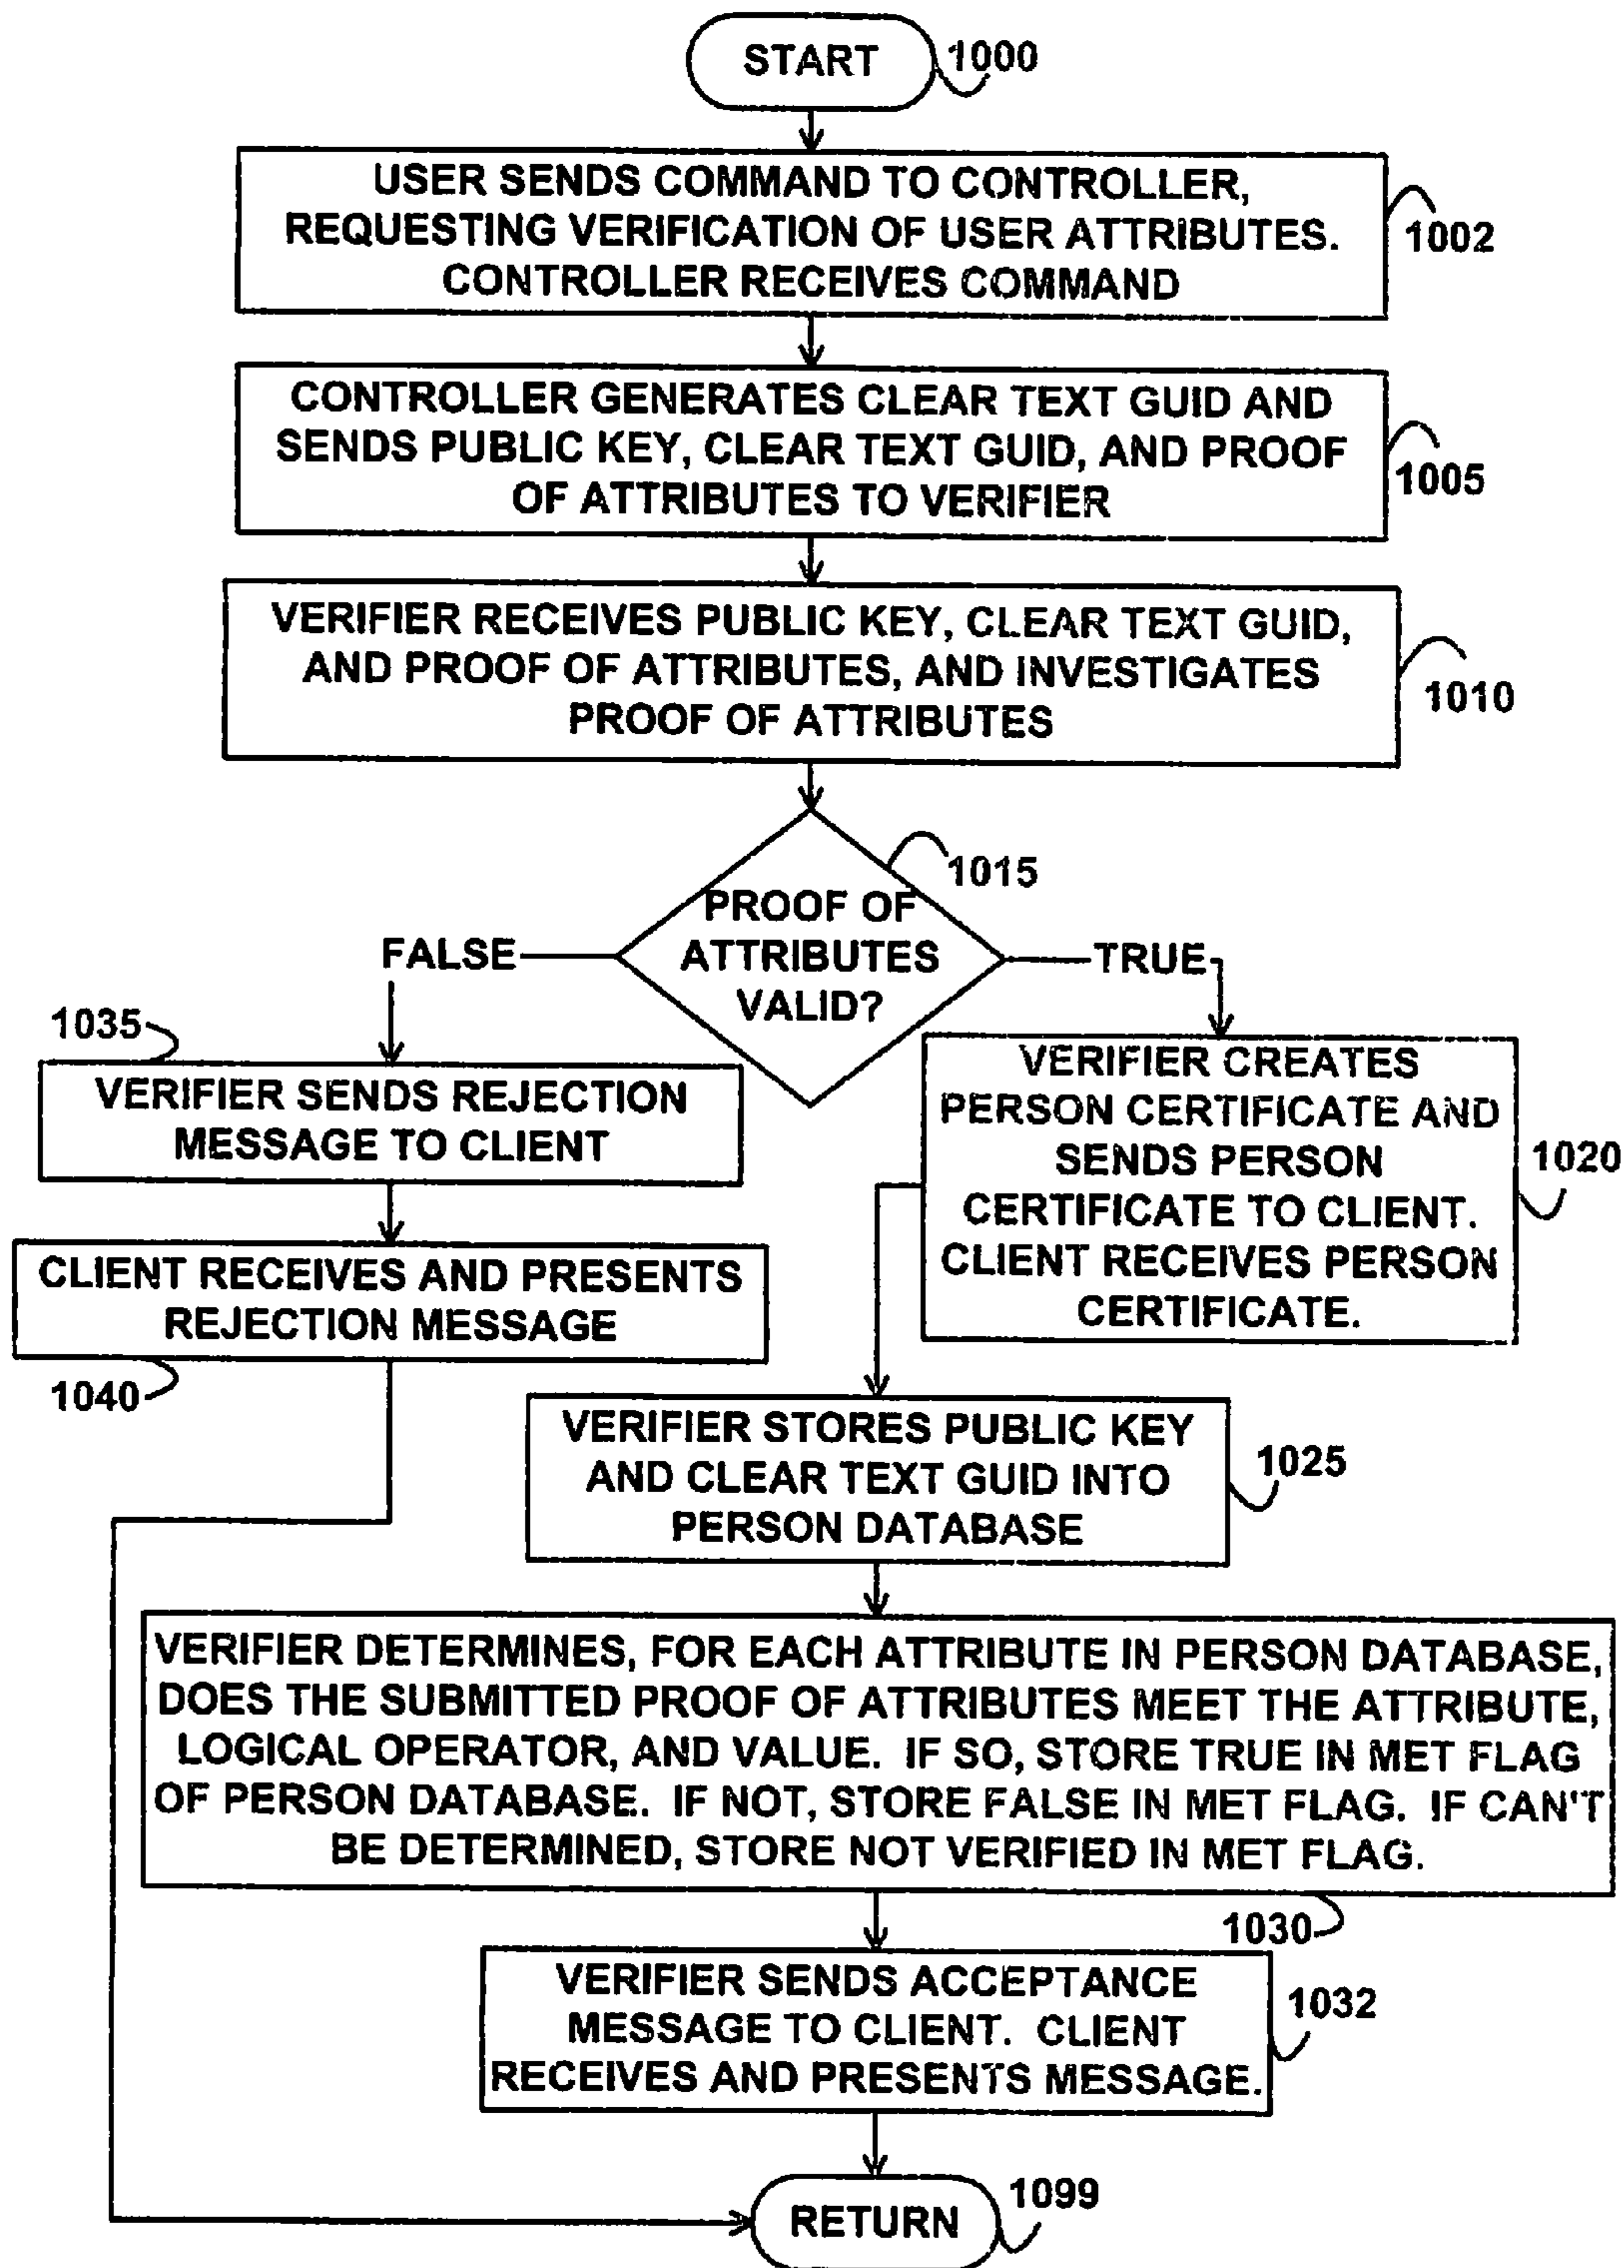 START
1000
USER SENDS COMMAND TO CONTROLLER,
REQUESTING VERIFICATION OF USER ATTRIBUTES.
CONTROLLER RECEIVES COMMAND
1002
CONTROLLER GENERATES CLEAR TEXT GUID AND
SENDS PUBLIC KEY, CLEAR TEXT GUID, AND PROOF
OF ATTRIBUTES TO VERIFIER
1005
VERIFIER RECEIVES PUBLIC KEY, CLEAR TEXT GUID,
AND PROOF OF ATTRIBUTES, AND INVESTIGATES
PROOF OF ATTRIBUTES
1010
1015
PROOF OF
ATTRIBUTES
VALID?
FALSE
TRUE
1035
VERIFIER SENDS REJECTION
MESSAGE TO CLIENT
CLIENT RECEIVES AND PRESENTS
REJECTION MESSAGE
1040
VERIFIER CREATES
PERSON CERTIFICATE AND
SENDS PERSON
CERTIFICATE TO CLIENT.
CLIENT RECEIVES PERSON
CERTIFICATE.
1020
VERIFIER STORES PUBLIC KEY
AND CLEAR TEXT GUID INTO
PERSON DATABASE
1025
VERIFIER DETERMINES, FOR EACH ATTRIBUTE IN PERSON DATABASE,
DOES THE SUBMITTED PROOF OF ATTRIBUTES MEET THE ATTRIBUTE,
LOGICAL OPERATOR, AND VALUE. IF SO, STORE TRUE IN MET FLAG
OF PERSON DATABASE. IF NOT, STORE FALSE IN MET FLAG. IF CAN'T
BE DETERMINED, STORE NOT VERIFIED IN MET FLAG.
1030
VERIFIER SENDS ACCEPTANCE
MESSAGE TO CLIENT. CLIENT
RECEIVES AND PRESENTS MESSAGE.
1032
RETURN
1099